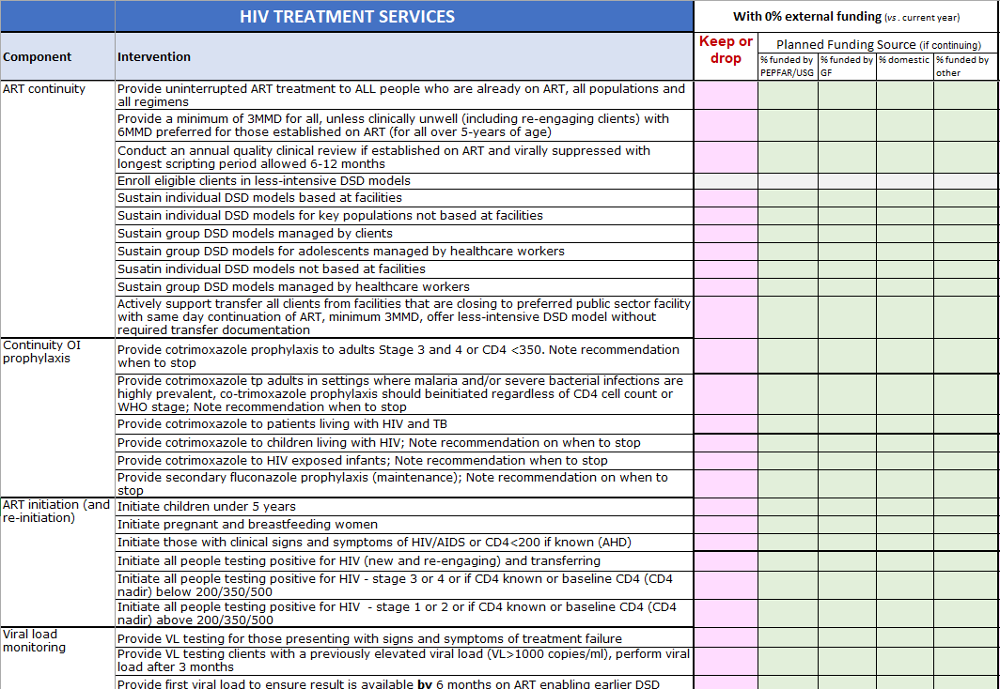 HIV TREATMENT SERVICES
With 0% external funding (vs. current year)
Component
Intervention
Keep or
drop
Planned Funding Source (if continuing)
% funded by
PEPFAR/USG
% funded by
GF
% domestic
% funded by
other
ART continuity
Provide uninterrupted ART treatment to ALL people who are already on ART, all populations and
all regimens
Provide a minimum of 3MMD for all, unless clinically unwell (including re-engaging clients) with
6MMD preferred for those established on ART (for all over 5-years of age)
Conduct an annual quality clinical review if established on ART and virally suppressed with
longest scripting period allowed 6-12 months
Enroll eligible clients in less-intensive DSD models
Sustain individual DSD models based at facilities
Sustain individual DSD models for key populations not based at facilities
Sustain group DSD models managed by clients
Sustain group DSD models for adolescents managed by healthcare workers
Susatin individual DSD models not based at facilities
Sustain group DSD models managed by healthcare workers
Actively support transfer all clients from facilities that are closing to preferred public sector facility
with same day continuation of ART, minimum 3MMD, offer less-intensive DSD model without
required transfer documentation
Continuity OI
prophylaxis
Provide cotrimoxazole prophylaxis to adults Stage 3 and 4 or CD4 <350. Note recommendation
when to stop
Provide cotrimoxazole tp adults in settings where malaria and/or severe bacterial infections are
highly prevalent, co-trimoxazole prophylaxis should beinitiated regardless of CD4 cell count or
WHO stage; Note recommendation when to stop
Provide cotrimoxazole to patients living with HIV and TB
Provide cotrimoxazole to children living with HIV; Note recommendation on when to stop
Provide cotrimoxazole to HIV exposed infants; Note recommendation when to stop
Provide secondary fluconazole prophylaxis (maintenance); Note recommendation on when to
stop
ART initiation (and
re-initiation)
Initiate children under 5 years
Initiate pregnant and breastfeeding women
Initiate those with clinical signs and symptoms of HIV/AIDS or CD4<200 if known (AHD)
Initiate all people testing positive for HIV (new and re-engaging) and transferring
Initiate all people testing positive for HIV - stage 3 or 4 or if CD4 known or baseline CD4 (CD4
nadir) below 200/350/500
Initiate all people testing positive for HIV - stage 1 or 2 or if CD4 known or baseline CD4 (CD4
nadir) above 200/350/500
Viral load
monitoring
Provide VL testing for those presenting with signs and symptoms of treatment failure
Provide VL testing clients with a previously elevated viral load (VL>1000 copies/ml), perform viral
load after 3 months
Provide first viral load to ensure result is available by 6 months on ART enabling earlier DSD